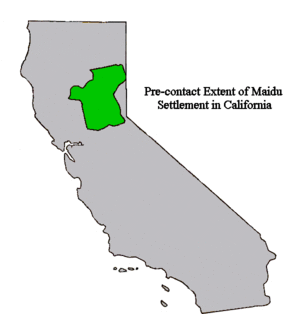 Pre-contact Extent of Maidu
Settlement in California